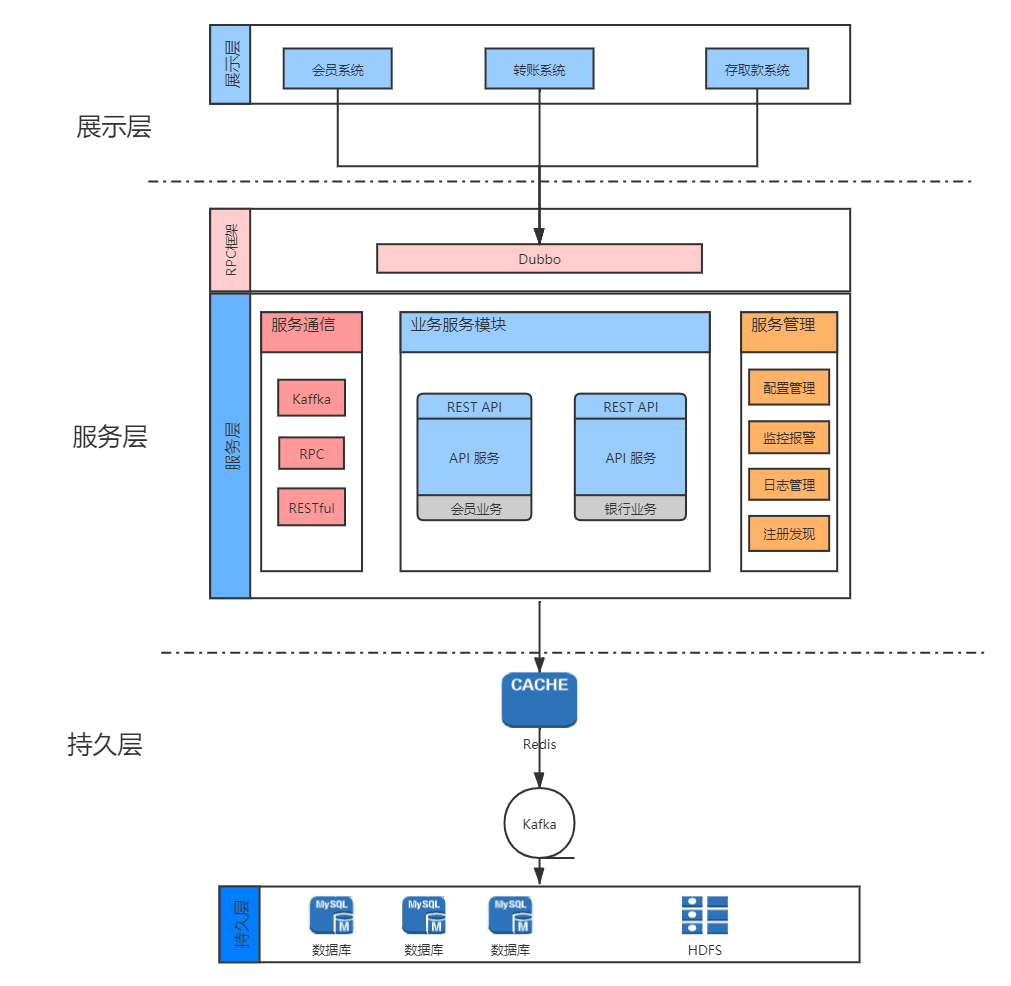 展示层
会员系统
转账系统
存取款系统
展示层
RPC框架
Dubbo
服务层
服务层
服务通信
Kaffka
RPC
RESTful
业务服务模块
REST API
API 服务
会员业务
REST API
API 服务
银行业务
服务管理
配置管理
监控报警
日志管理
注册发现
持久层
CACHE
Redis
Kafka
持久层
MySQL
M
数据库
MySQL
M
数据库
MySQL
M
数据库
HDFS